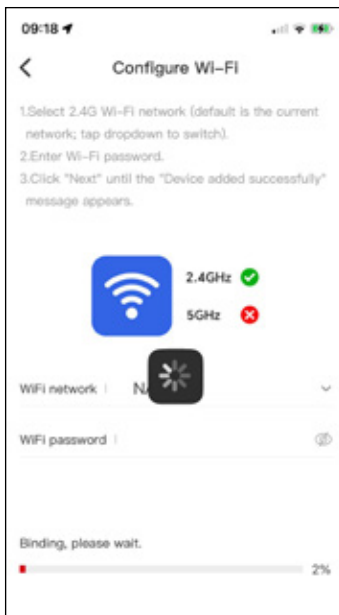 09:18
Configure Wi-Fi
1.Select 2.4G Wi-Fi network (default is the current
network; tap dropdown to switch).
2.Enter Wi-Fi password.
3.Click "Next" until the "Device added successfully"
message appears.
2.4GHz
5GHz
WiFi network
WiFi password
Binding, please wait.
2%